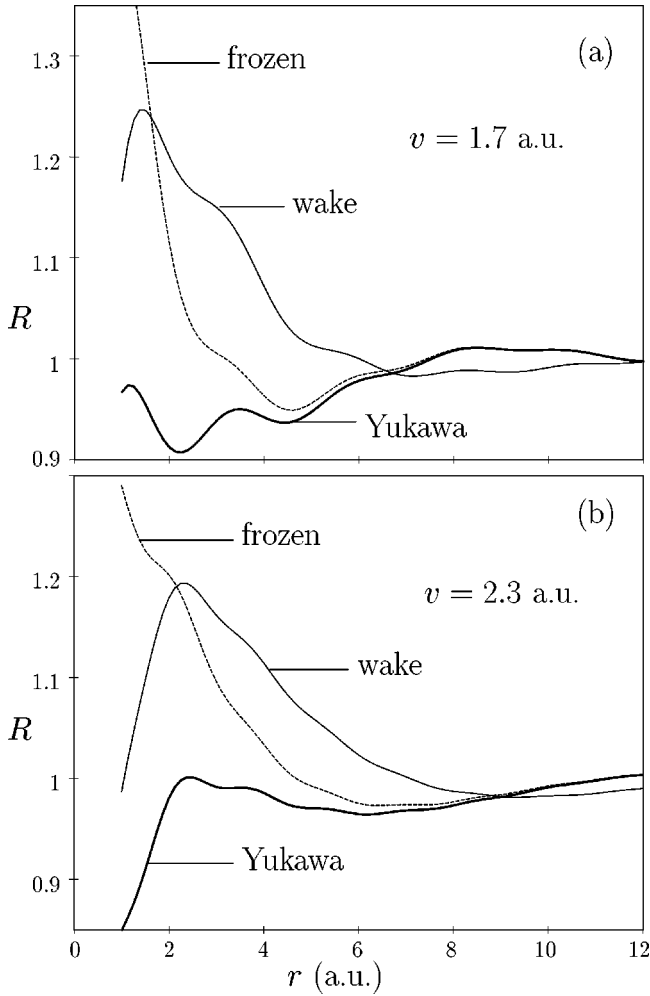 (a)
1.3
frozen
v = 1.7 a.u.
1.2
wake
1.1
R
1
Yukawa
0.9
(b)
frozen
1.2
v = 2.3 a.u.
wake
1.1
R
1
Yukawa
0.9
0 2 4 6 8 10 12
r (a.u.)